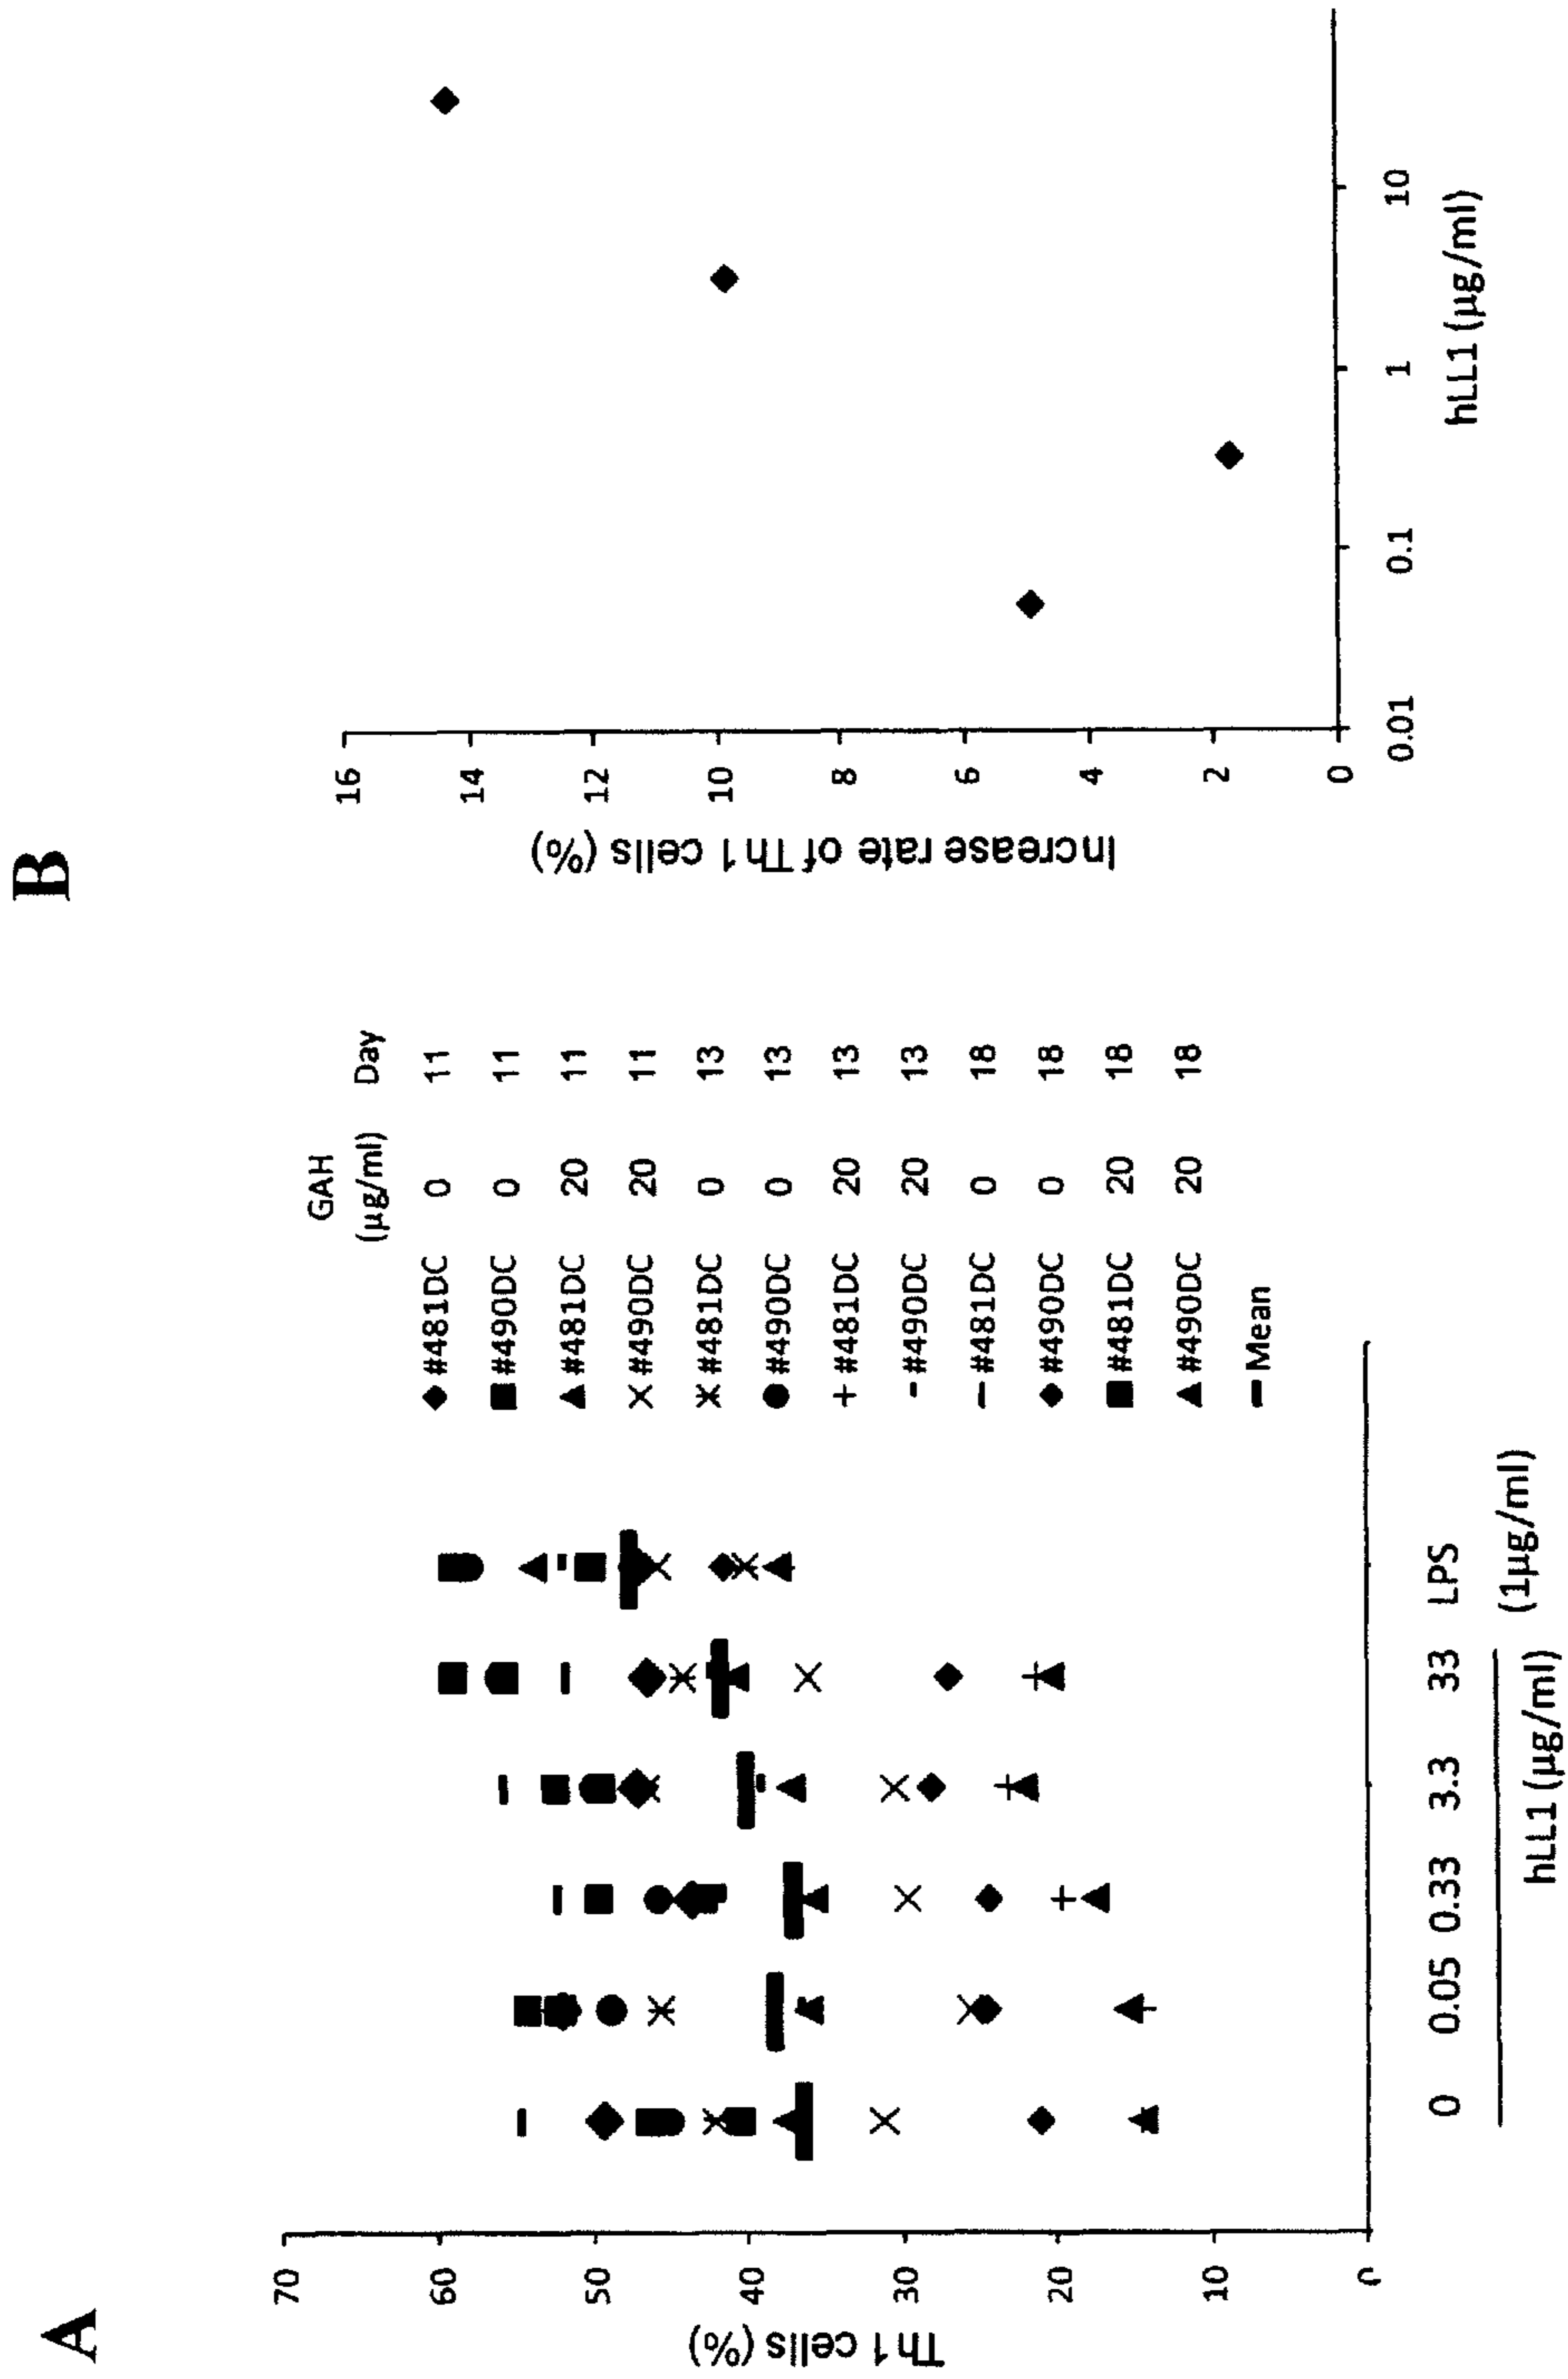 A
Th1 cells (%)
70
60
50
40
30
20
10
0
0 0.05 0.33 3.3 33 LPS
hLL1 (µg/ml) (1µg/ml)
GAH
(µg/ml) Day
#481DC 0 11
#490DC 0 11
#481DC 20 11
#490DC 20 11
#481DC 0 13
#490DC 0 13
#481DC 20 13
#490DC 20 13
#481DC 0 18
#490DC 0 18
#481DC 20 18
#490DC 20 18
Mean
B
Increase rate of Th1 cells (%)
16
14
12
10
8
6
4
2
0
0.01 0.1 1 10
hLL1 (µg/ml)